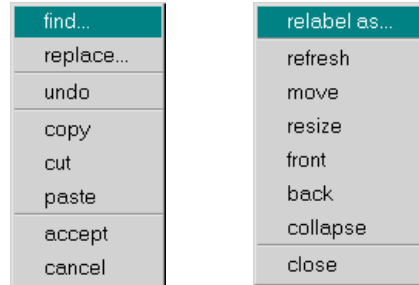 find...
replace...
undo
copy
cut
paste
accept
cancel
relabel as...
refresh
move
resize
front
back
collapse
close